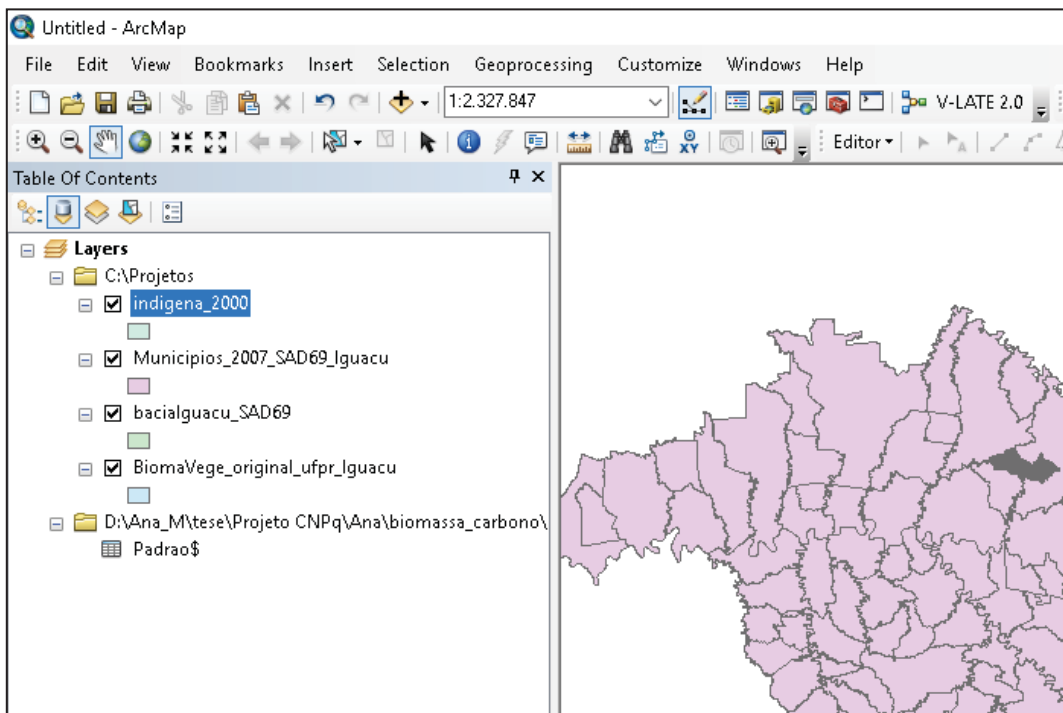 Untitled - ArcMap
File Edit View Bookmarks Insert Selection Geoprocessing Customize Windows Help
1:2.327.847 V-LATE 2.0
XY Editor
Table Of Contents
Layers
C:\Projetos
indigena_2000
Municipios_2007_SAD69_Iguacu
baciaIguacu_SAD69
BiomaVege_original_ufpr_Iguacu
D:\Ana_M\tese\Projeto CNPq\Ana\biomassa_carbono\
Padrao$